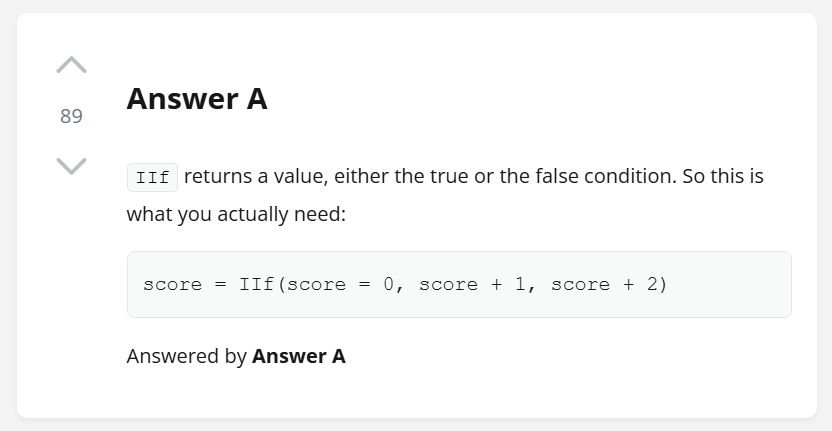 89
Answer A
IIf returns a value, either the true or the false condition. So this is
what you actually need:
score = IIf(score = 0, score + 1, score + 2)
Answered by Answer A